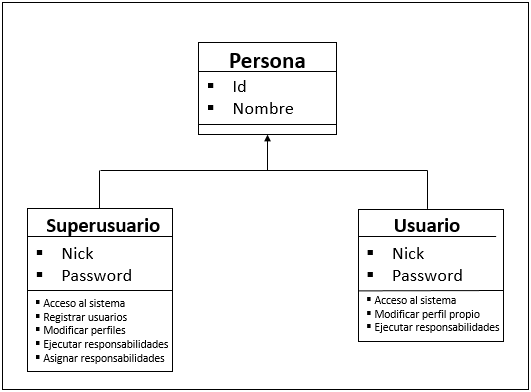 Persona
▪ Id
▪ Nombre
Superusuario
▪ Nick
▪ Password
▪ Acceso al sistema
▪ Registrar usuarios
▪ Modificar perfiles
▪ Ejecutar responsabilidades
▪ Asignar responsabilidades
Usuario
▪ Nick
▪ Password
▪ Acceso al sistema
▪ Modificar perfil propio
▪ Ejecutar responsabilidades